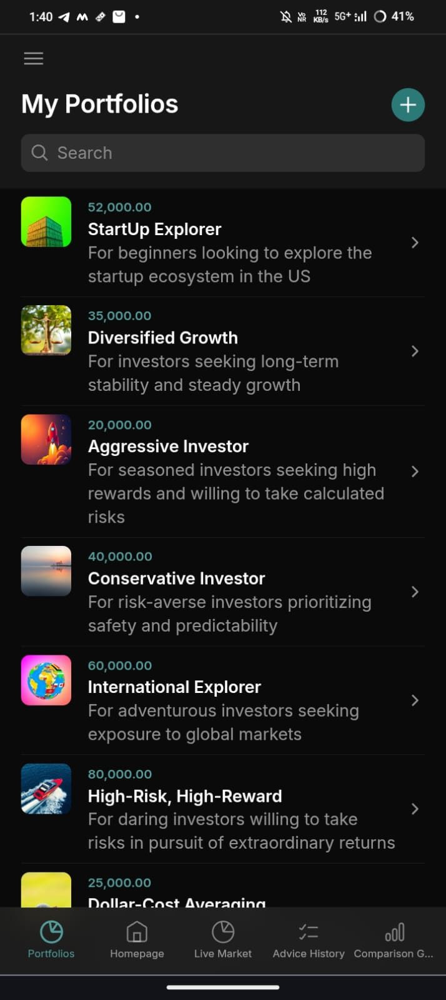 1:40
Vo NR
112 KB/s
5G+
41%
My Portfolios
Search
52,000.00
StartUp Explorer
For beginners looking to explore the
startup ecosystem in the US
35,000.00
Diversified Growth
For investors seeking long-term
stability and steady growth
20,000.00
Aggressive Investor
For seasoned investors seeking high
rewards and willing to take calculated
risks
40,000.00
Conservative Investor
For risk-averse investors prioritizing
safety and predictability
60,000.00
International Explorer
For adventurous investors seeking
exposure to global markets
80,000.00
High-Risk, High-Reward
For daring investors willing to take
risks in pursuit of extraordinary returns
25,000.00
Dollar-Cost Averaging
Portfolios
Homepage
Live Market
Advice History
Comparison G...